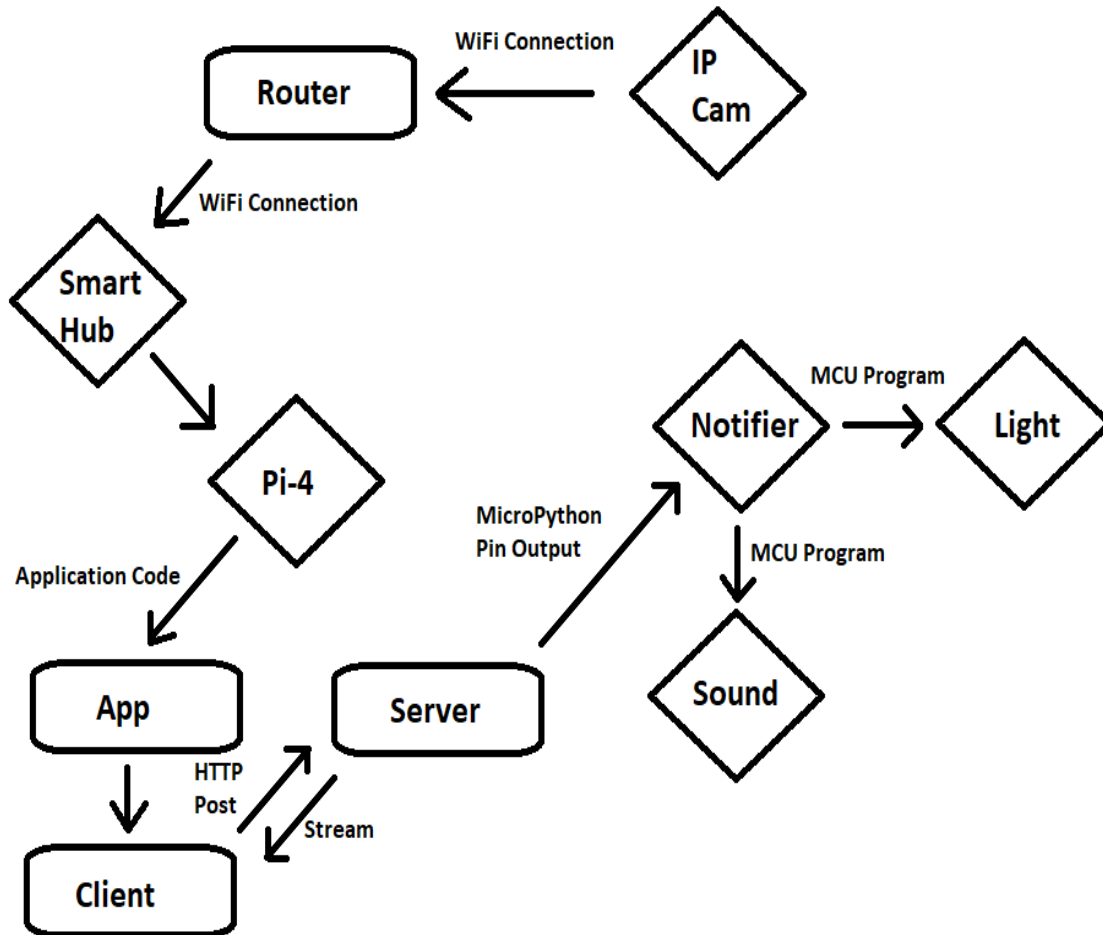 WiFi Connection
IP
Cam
Router
WiFi Connection
Smart
Hub
Pi-4
Notifier
MCU Program
Light
MicroPython
Pin Output
MCU Program
Application Code
App
Server
Sound
HTTP
Post
Stream
Client